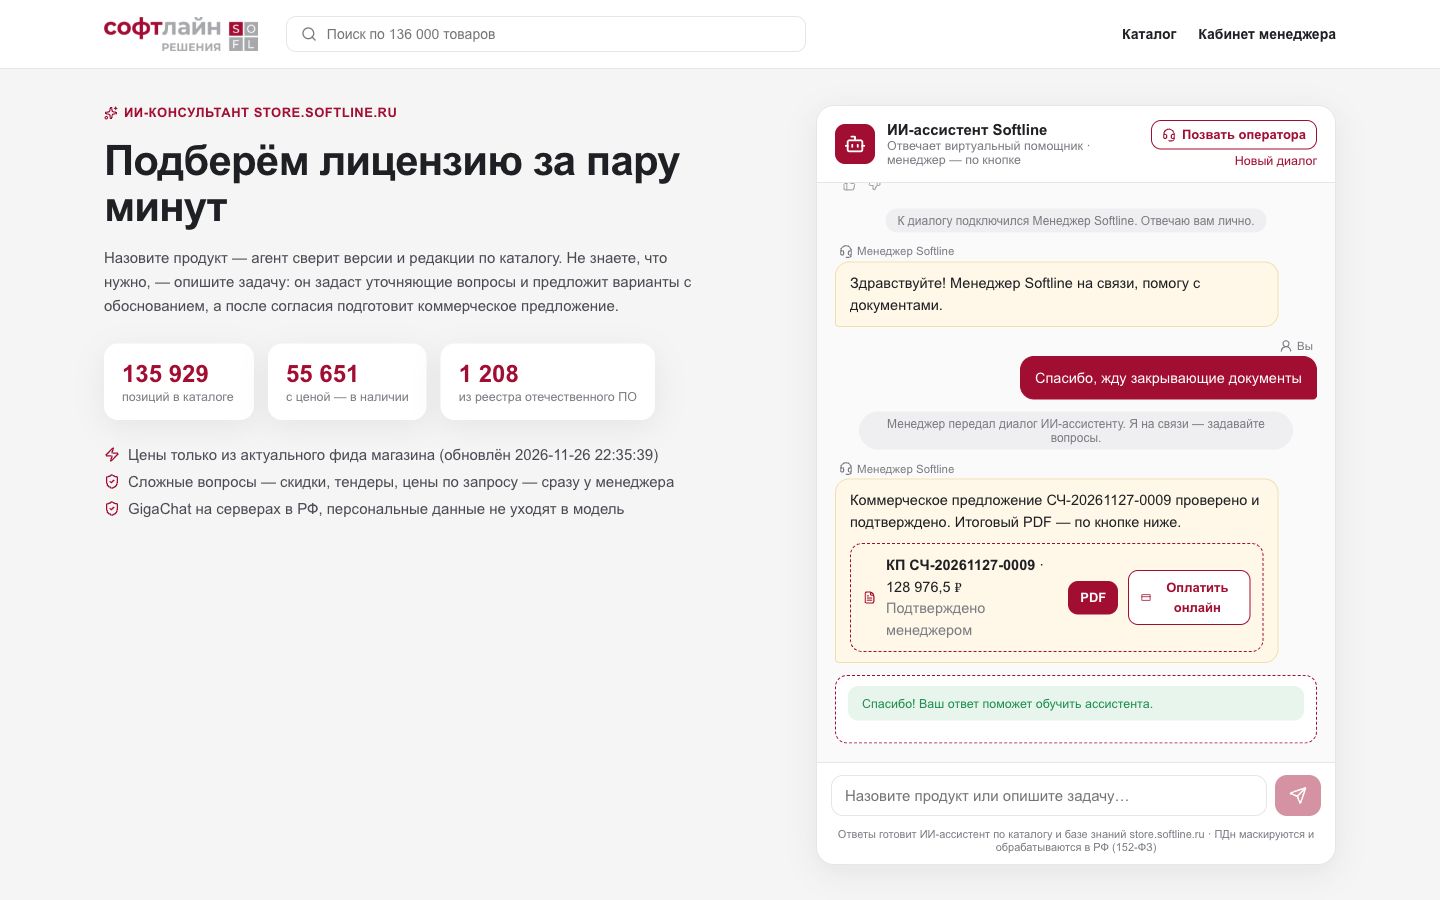 софтлайн
РЕШЕНИЯ
S O
F L
Поиск по 136 000 товаров
Каталог
Кабинет менеджера
ИИ-КОНСУЛЬТАНТ STORE.SOFTLINE.RU
Подберём лицензию за пару
минут
Назовите продукт — агент сверит версии и редакции по каталогу. Не знаете, что
нужно, — опишите задачу: он задаст уточняющие вопросы и предложит варианты с
обоснованием, а после согласия подготовит коммерческое предложение.
135 929
позиций в каталоге
55 651
с ценой — в наличии
1 208
из реестра отечественного ПО
Цены только из актуального фида магазина (обновлён 2026-11-26 22:35:39)
Сложные вопросы — скидки, тендеры, цены по запросу — сразу у менеджера
GigaChat на серверах в РФ, персональные данные не уходят в модель
ИИ-ассистент Softline
Отвечает виртуальный помощник ·
менеджер — по кнопке
Позвать оператора
Новый диалог
К диалогу подключился Менеджер Softline. Отвечаю вам лично.
Менеджер Softline
Здравствуйте! Менеджер Softline на связи, помогу с
документами.
Вы
Спасибо, жду закрывающие документы
Менеджер передал диалог ИИ-ассистенту. Я на связи — задавайте
вопросы.
Менеджер Softline
Коммерческое предложение СЧ-20261127-0009 проверено и
подтверждено. Итоговый PDF — по кнопке ниже.
КП СЧ-20261127-0009 ·
128 976,5 ₽
Подтверждено
менеджером
PDF
Оплатить
онлайн
Спасибо! Ваш ответ поможет обучить ассистента.
Назовите продукт или опишите задачу…
Ответы готовит ИИ-ассистент по каталогу и базе знаний store.softline.ru · ПДн маскируются и
обрабатываются в РФ (152-ФЗ)